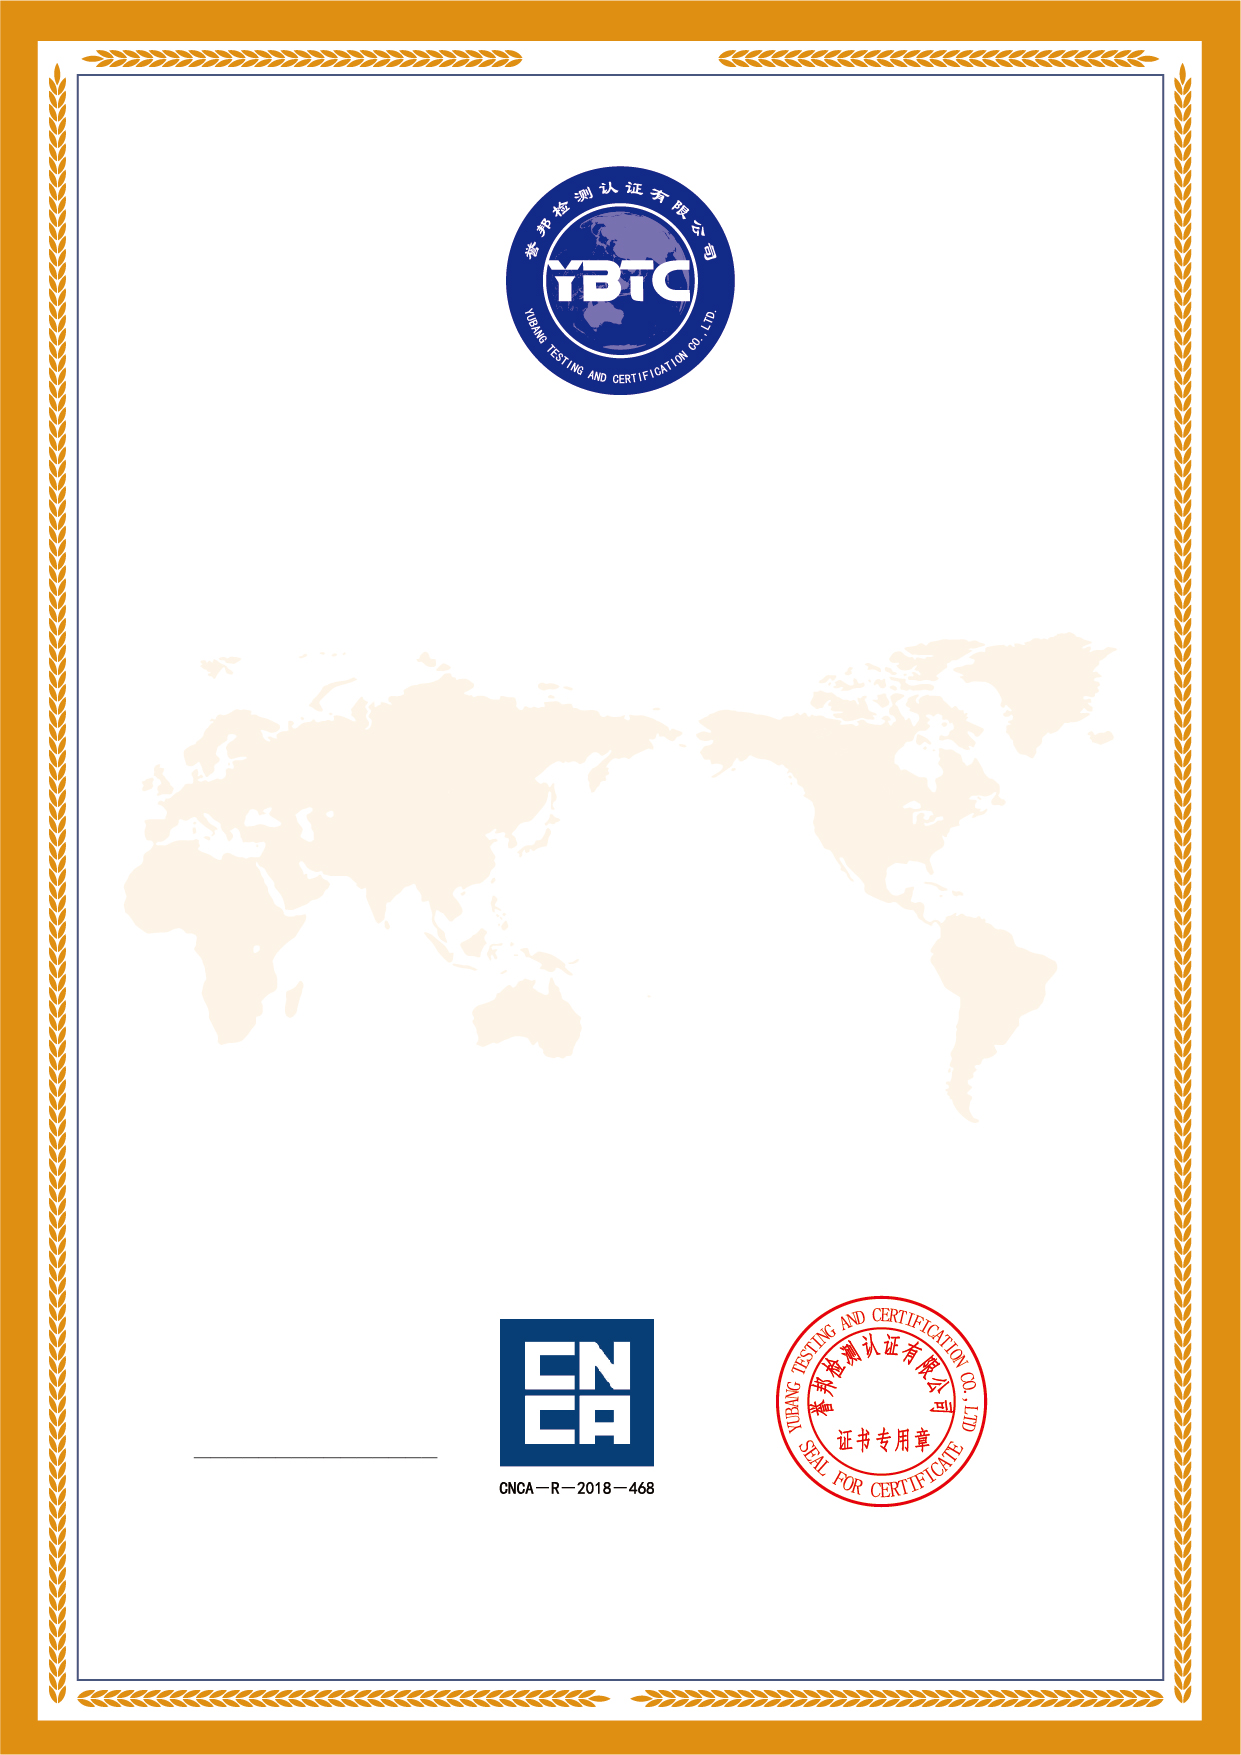 誉邦检测认证有限公司
YBTC
YUBANG TESTING AND CERTIFICATION CO.,LTD.
CNCA
CNCA－R－2018－468
YUBANG TESTING AND CERTIFICATION CO.,LTD
誉邦检测认证有限公司
证书专用章
SEAL FOR CERTIFICATE